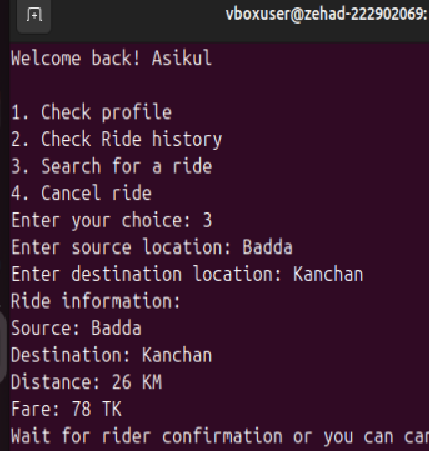 vboxuser@zehad-222902069:
Welcome back! Asikul
1. Check profile
2. Check Ride history
3. Search for a ride
4. Cancel ride
Enter your choice: 3
Enter source location: Badda
Enter destination location: Kanchan
Ride information:
Source: Badda
Destination: Kanchan
Distance: 26 KM
Fare: 78 TK
Wait for rider confirmation or you can